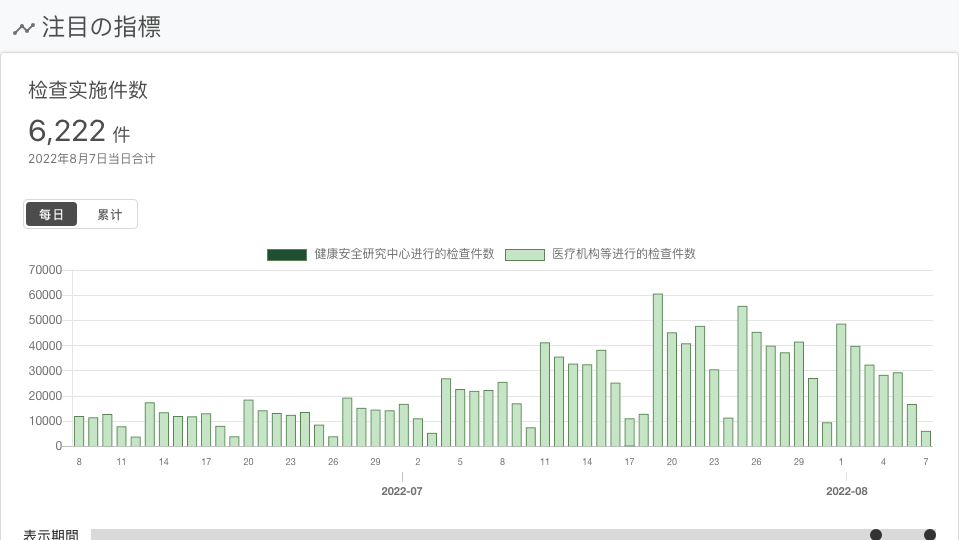 注目の指標
检查实施件数
6,222 件
2022年8月7日当日合计
每日 累计
健康安全研究中心进行的检查件数 医疗机构等进行的检查件数
70000
60000
50000
40000
30000
20000
10000
0
8 11 14 17 20 23 26 29 2 5 8 11 14 17 20 23 26 29 1 4 7
2022-07 2022-08
表示期間